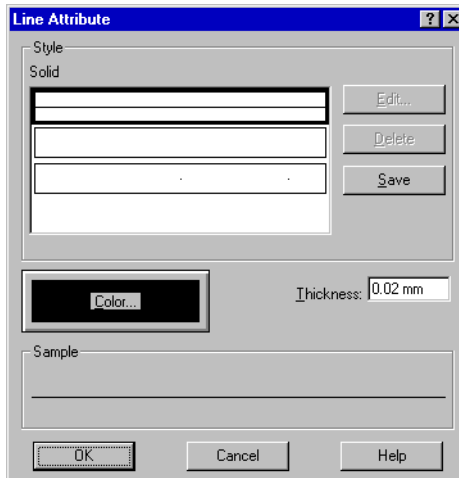 Line Attribute
Style
Solid
Edit...
Delete
Save
Color...
Thickness: 0.02 mm
Sample
OK Cancel Help